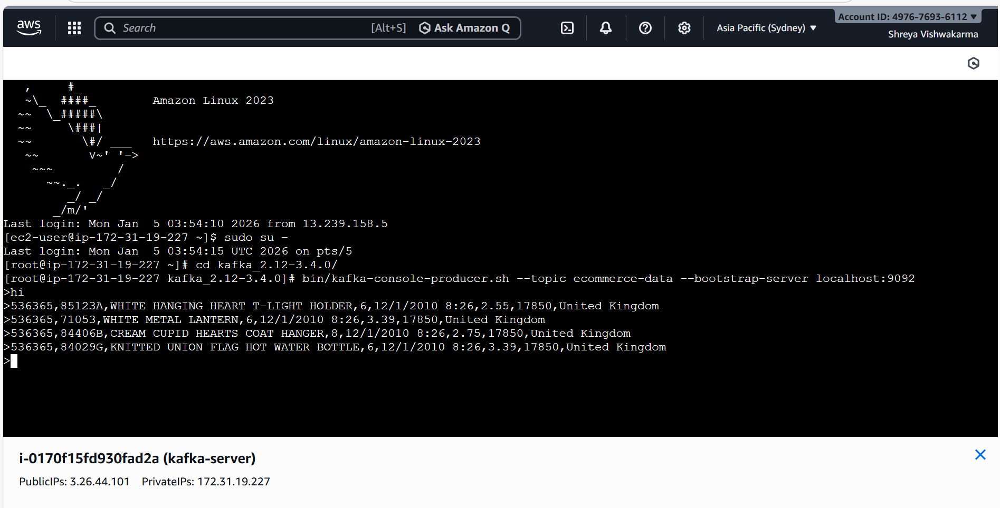 aws
Search [Alt+S] Ask Amazon Q
Asia Pacific (Sydney) ▼
Account ID: 4976-7693-6112 ▼
Shreya Vishwakarma
   ,     #_
   ~\_  ####_        Amazon Linux 2023
  ~~  \_#####\
  ~~     \###|
  ~~       \#/ ___   https://aws.amazon.com/linux/amazon-linux-2023
   ~~       V~' '->
    ~~~         /
      ~~._.   _/
         _/ _/
       _/m/'
Last login: Mon Jan  5 03:54:10 2026 from 13.239.158.5
[ec2-user@ip-172-31-19-227 ~]$ sudo su -
Last login: Mon Jan  5 03:54:15 UTC 2026 on pts/5
[root@ip-172-31-19-227 ~]# cd kafka_2.12-3.4.0/
[root@ip-172-31-19-227 kafka_2.12-3.4.0]# bin/kafka-console-producer.sh --topic ecommerce-data --bootstrap-server localhost:9092
>hi
>536365,85123A,WHITE HANGING HEART T-LIGHT HOLDER,6,12/1/2010 8:26,2.55,17850,United Kingdom
>536365,71053,WHITE METAL LANTERN,6,12/1/2010 8:26,3.39,17850,United Kingdom
>536365,84406B,CREAM CUPID HEARTS COAT HANGER,8,12/1/2010 8:26,2.75,17850,United Kingdom
>536365,84029G,KNITTED UNION FLAG HOT WATER BOTTLE,6,12/1/2010 8:26,3.39,17850,United Kingdom
>
i-0170f15fd930fad2a (kafka-server)
PublicIPs: 3.26.44.101 PrivateIPs: 172.31.19.227